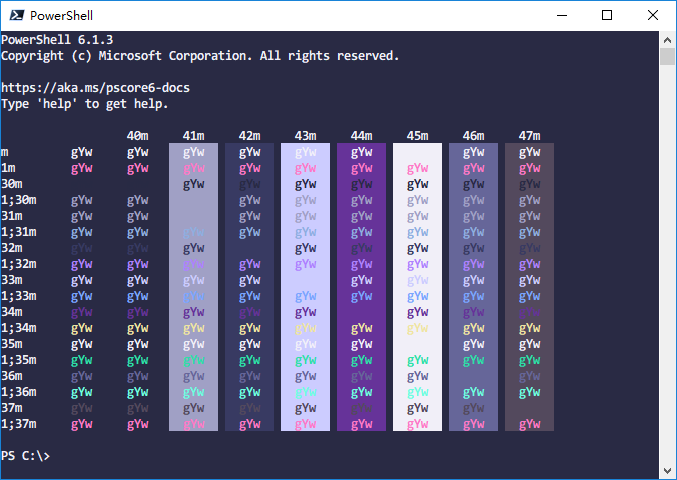 PowerShell
PowerShell 6.1.3
Copyright (c) Microsoft Corporation. All rights reserved.
https://aka.ms/pscore6-docs
Type 'help' to get help.
40m 41m 42m 43m 44m 45m 46m 47m
m gYw gYw gYw gYw gYw gYw gYw gYw
1m gYw gYw gYw gYw gYw gYw gYw gYw gYw
30m gYw gYw gYw gYw gYw gYw gYw
1;30m gYw gYw gYw gYw gYw gYw gYw gYw
31m gYw gYw gYw gYw gYw gYw gYw gYw
1;31m gYw gYw gYw gYw gYw gYw gYw gYw gYw
32m gYw gYw gYw gYw gYw gYw gYw gYw
1;32m gYw gYw gYw gYw gYw gYw gYw gYw gYw
33m gYw gYw gYw gYw gYw gYw gYw gYw
1;33m gYw gYw gYw gYw gYw gYw gYw gYw gYw
34m gYw gYw gYw gYw gYw gYw gYw gYw
1;34m gYw gYw gYw gYw gYw gYw gYw gYw gYw
35m gYw gYw gYw gYw gYw gYw gYw gYw
1;35m gYw gYw gYw gYw gYw gYw gYw gYw gYw
36m gYw gYw gYw gYw gYw gYw gYw gYw
1;36m gYw gYw gYw gYw gYw gYw gYw gYw gYw
37m gYw gYw gYw gYw gYw gYw gYw gYw
1;37m gYw gYw gYw gYw gYw gYw gYw gYw gYw
PS C:\>